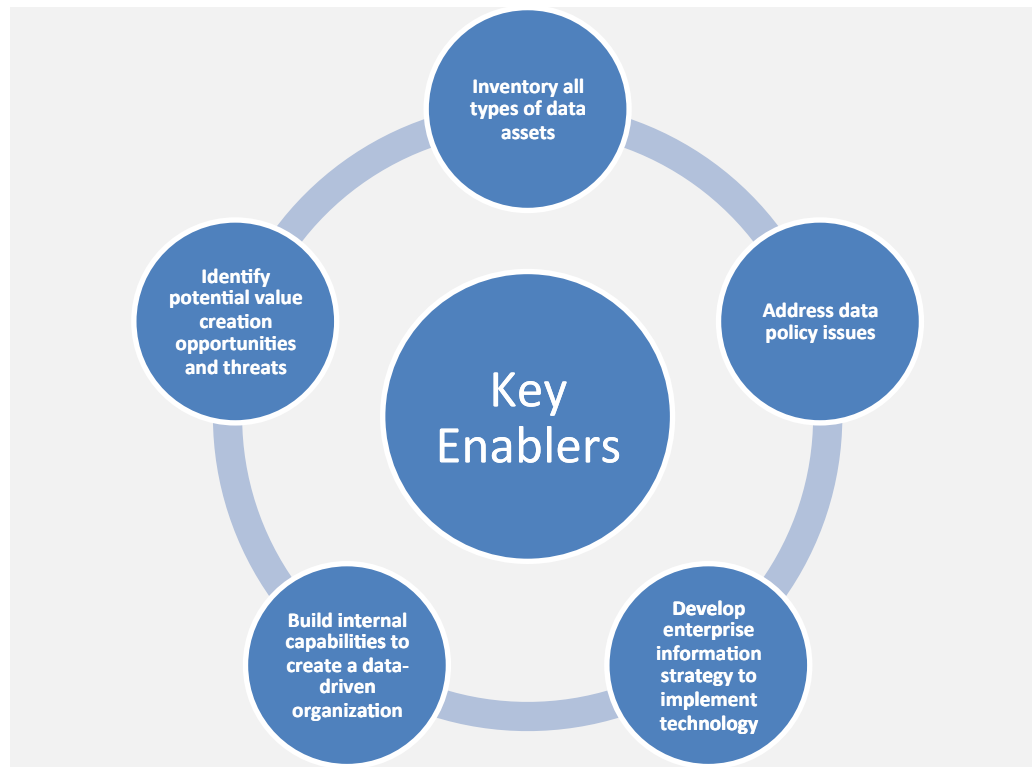 Inventory all
types of data
assets
Address data
policy issues
Develop
enterprise
information
strategy to
implement
technology
Build internal
capabilities to
create a data-
driven
organization
Identify
potential value
creation
opportunities
and threats
Key
Enablers